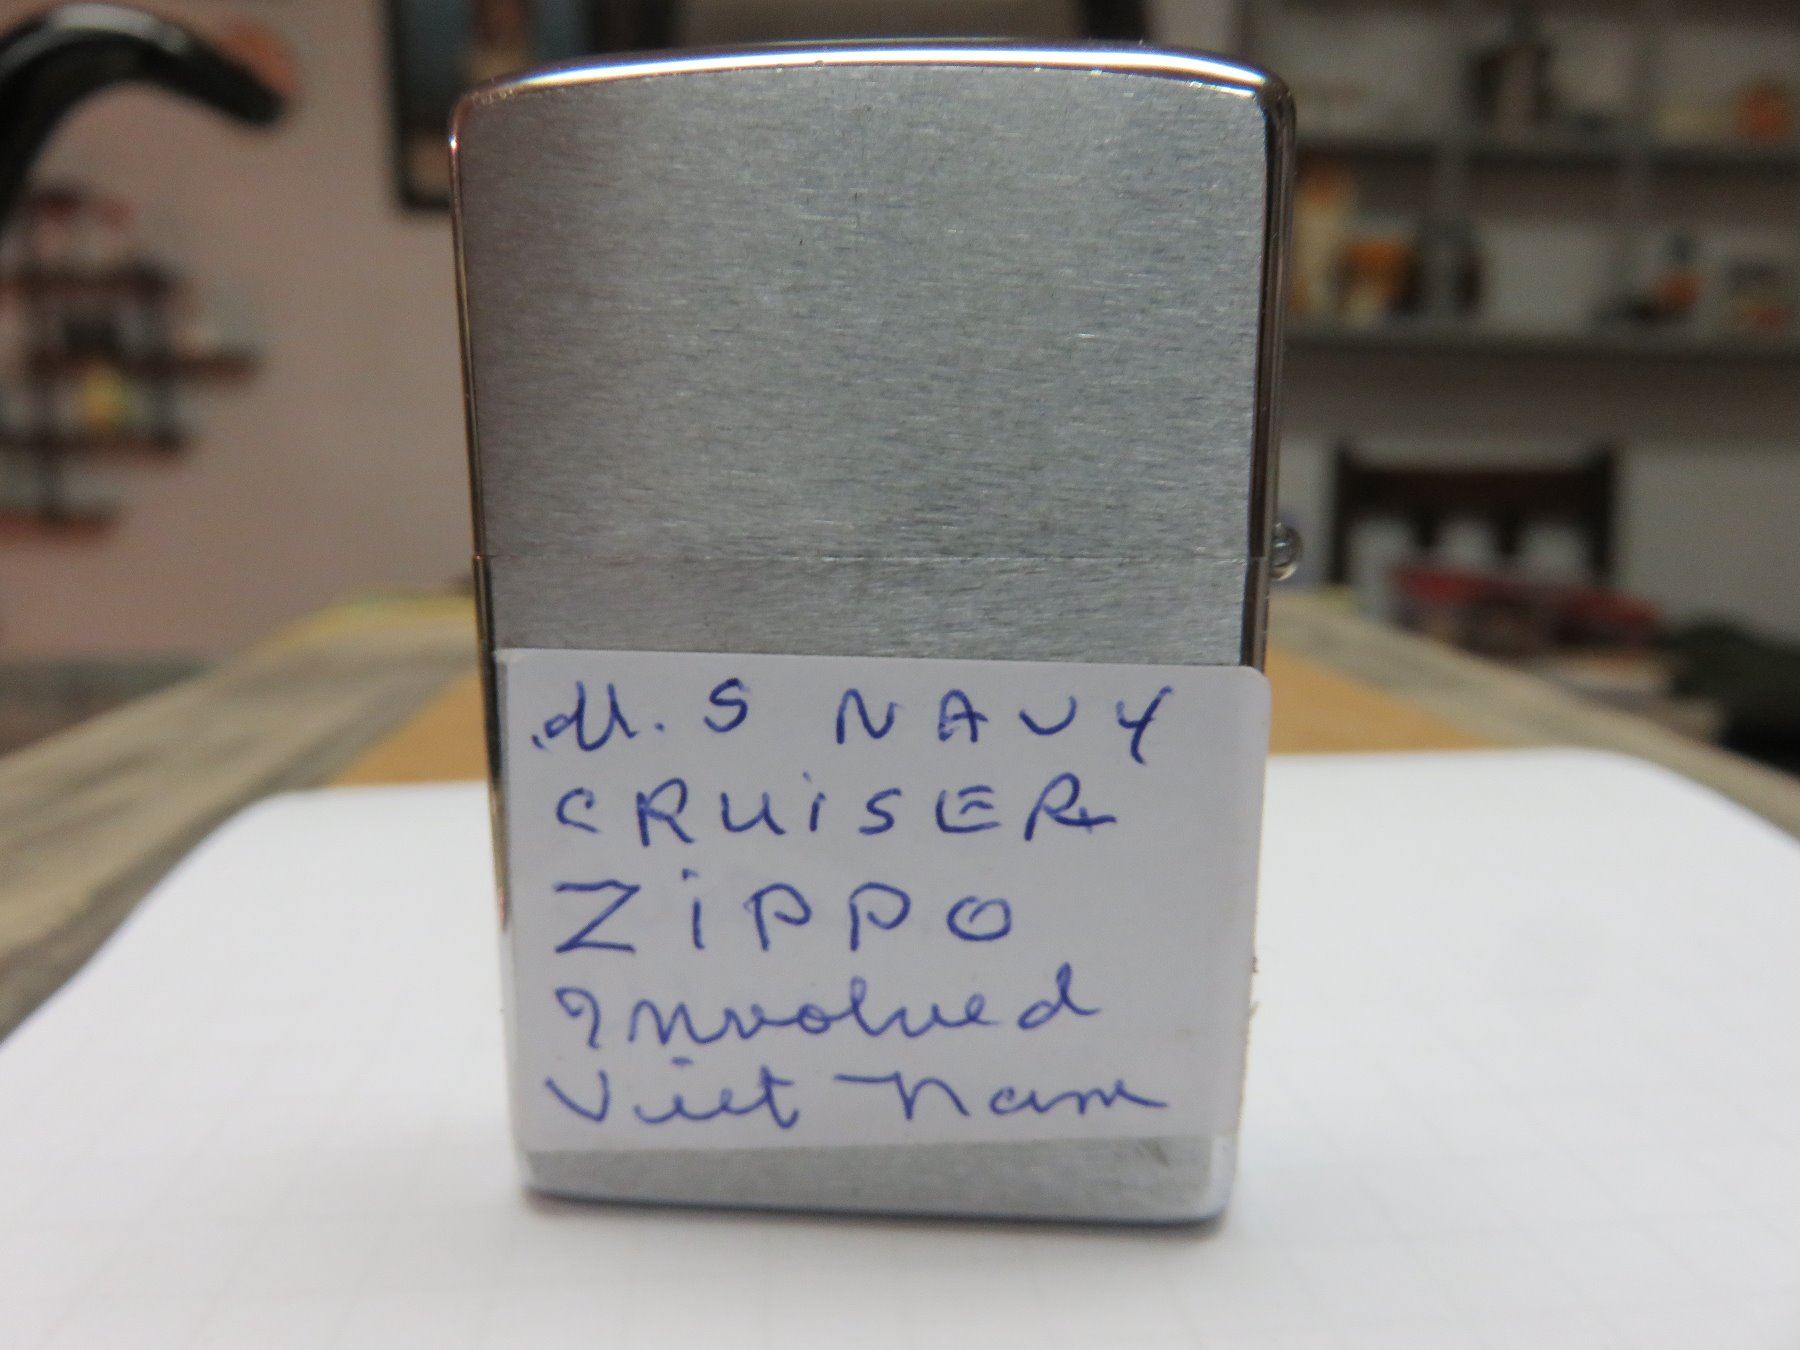 U.S NAVY
CRUiSER
ZiPPO
Involved
Viet Nam